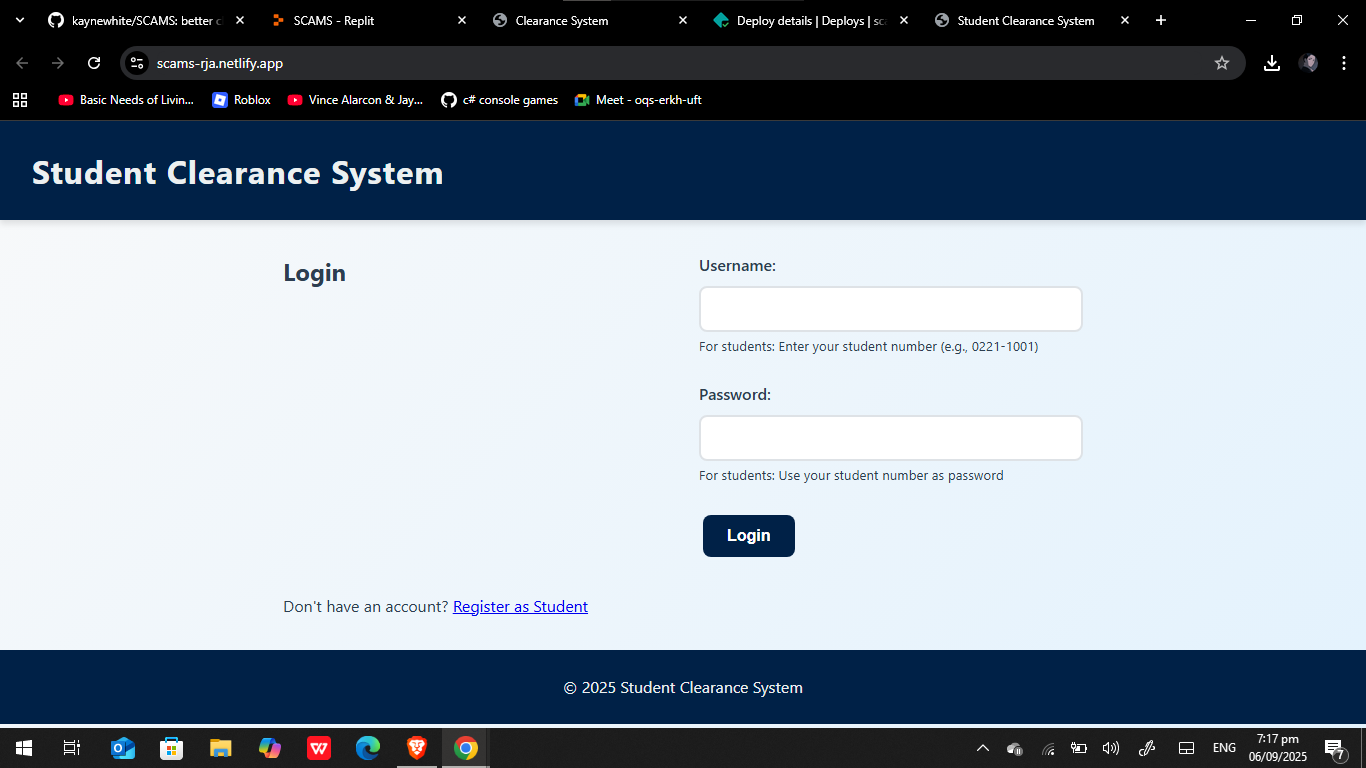 kaynewhite/SCAMS: better cl
SCAMS - Replit
Clearance System
Deploy details | Deploys | sca
Student Clearance System
scams-rja.netlify.app
Basic Needs of Livin...
Roblox
Vince Alarcon & Jay...
c# console games
Meet - oqs-erkh-uft
Student Clearance System
Login
Username:
For students: Enter your student number (e.g., 0221-1001)
Password:
For students: Use your student number as password
Login
Don't have an account? Register as Student
© 2025 Student Clearance System
ENG
7:17 pm
06/09/2025
7